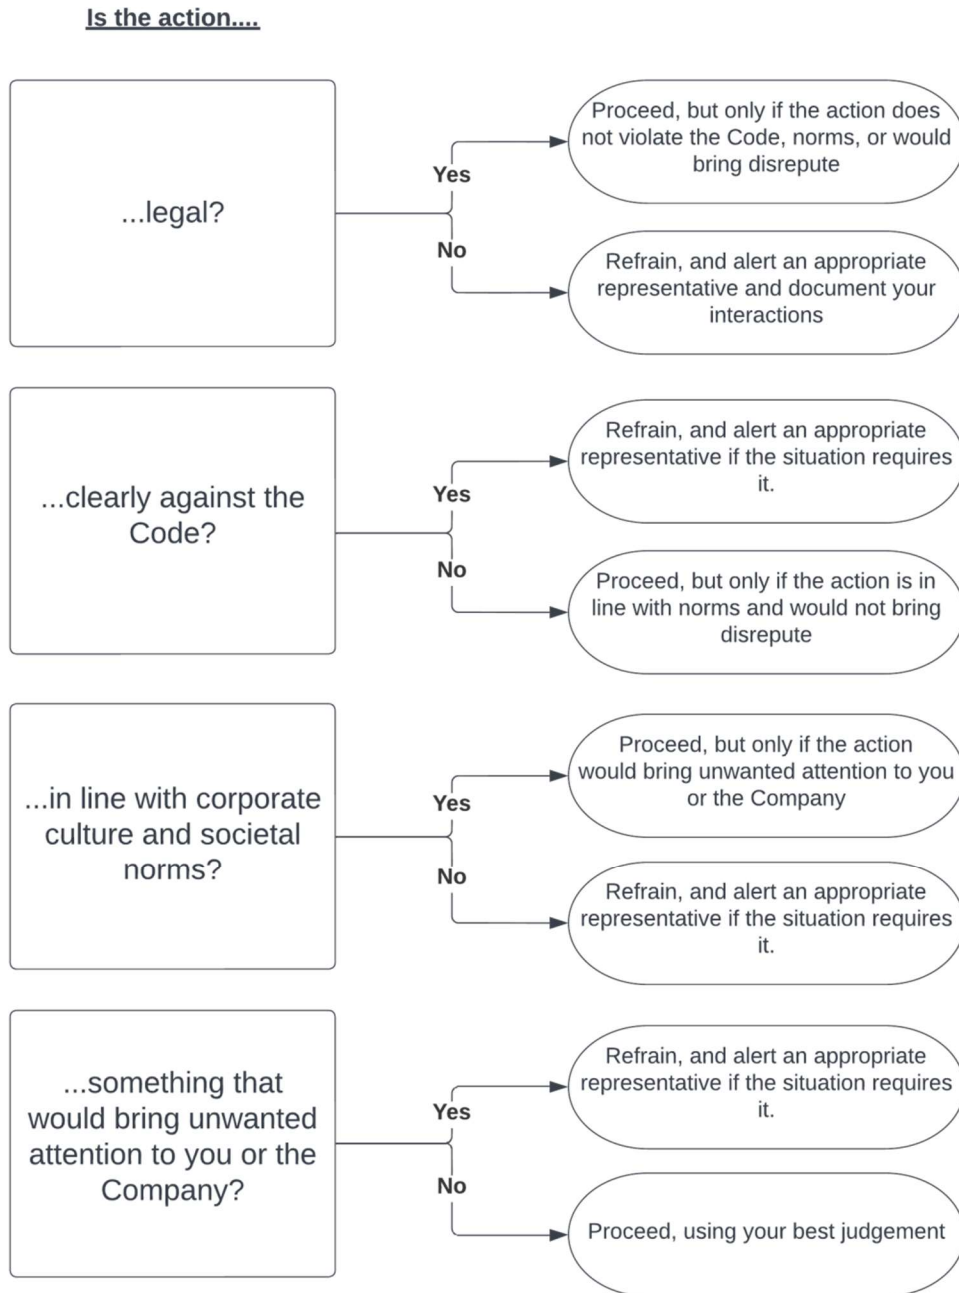 Is the action....
...legal?
Yes
Proceed, but only if the action does
not violate the Code, norms, or would
bring disrepute
No
Refrain, and alert an appropriate
representative and document your
interactions
...clearly against the
Code?
Yes
Refrain, and alert an appropriate
representative if the situation requires
it.
No
Proceed, but only if the action is in
line with norms and would not bring
disrepute
...in line with corporate
culture and societal
norms?
Yes
Proceed, but only if the action
would bring unwanted attention to you
or the Company
No
Refrain, and alert an appropriate
representative if the situation requires
it.
...something that
would bring unwanted
attention to you or the
Company?
Yes
Refrain, and alert an appropriate
representative if the situation requires
it.
No
Proceed, using your best judgement